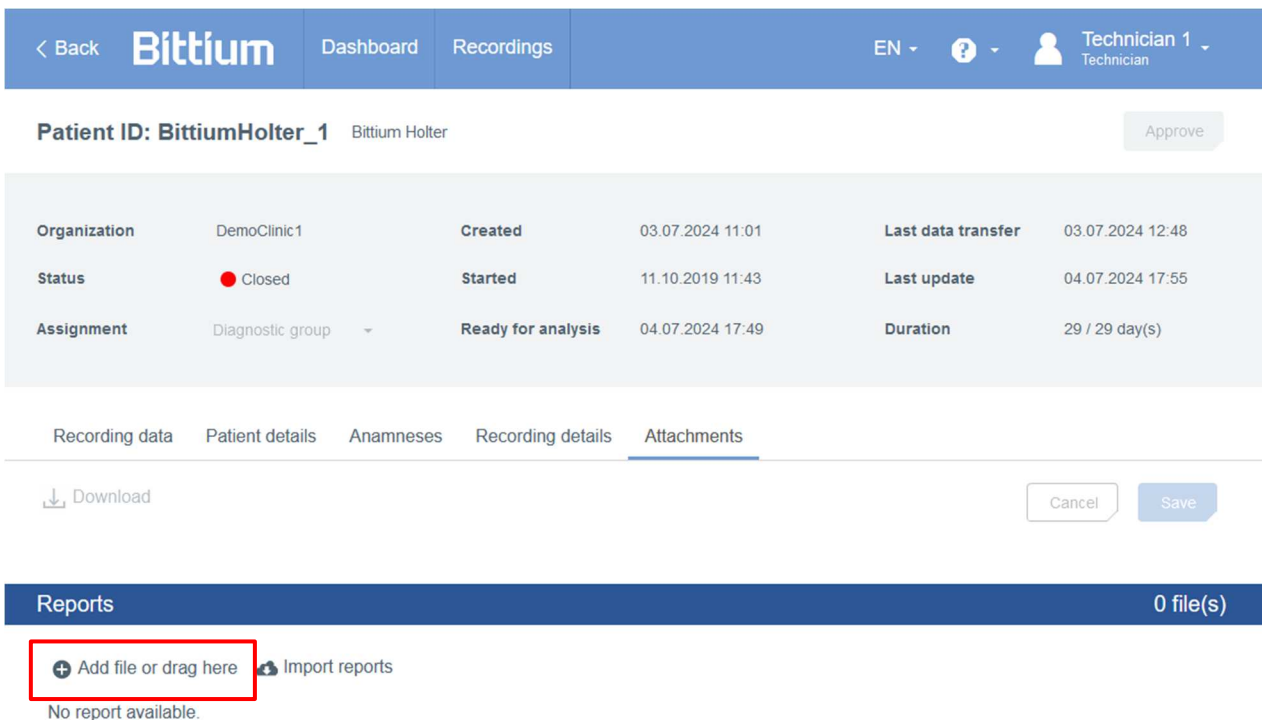 Back Bittium Dashboard Recordings EN ? Technician 1
Technician
Patient ID: BittiumHolter_1 Bittium Holter Approve
Organization DemoClinic1 Created 03.07.2024 11:01 Last data transfer 03.07.2024 12:48
Status Closed Started 11.10.2019 11:43 Last update 04.07.2024 17:55
Assignment Diagnostic group Ready for analysis 04.07.2024 17:49 Duration 29 / 29 day(s)
Recording data Patient details Anamneses Recording details Attachments
Download Cancel Save
Reports 0 file(s)
Add file or drag here Import reports
No report available.